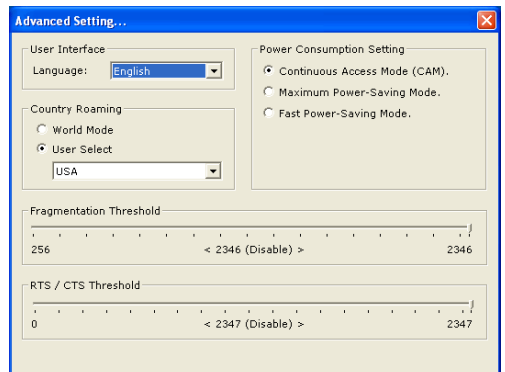 Advanced Setting...
User Interface
Language: English
Country Roaming
World Mode
User Select
USA
Power Consumption Setting
Continuous Access Mode (CAM).
Maximum Power-Saving Mode.
Fast Power-Saving Mode.
Fragmentation Threshold
256 < 2346 (Disable) > 2346
RTS / CTS Threshold
0 < 2347 (Disable) > 2347